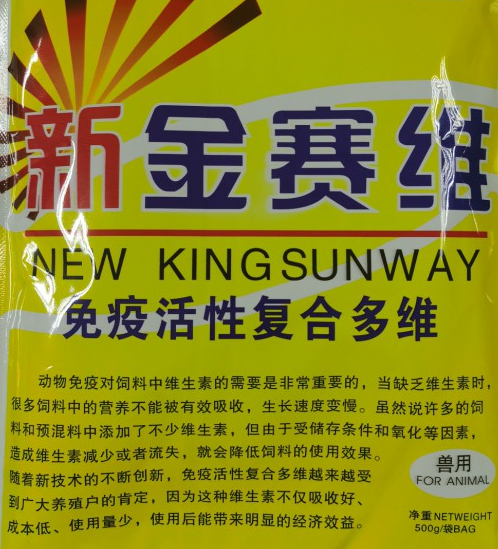 新金赛维
NEW KINGSUNWAY
免疫活性复合多维
动物免疫对饲料中维生素的需要是非常重要的，当缺乏维生素时，
很多饲料中的营养不能被有效吸收，生长速度变慢。虽然说许多的饲
料和预混料中添加了不少维生素，但由于受储存条件和氧化等因素，
造成维生素减少或者流失，就会降低饲料的使用效果。
随着新技术的不断创新，免疫活性复合多维越来越受
到广大养殖户的肯定，因为这种维生素不仅吸收好、
成本低、使用量少，使用后能带来明显的经济效益。
兽用
FOR ANIMAL
净重NETWEIGHT
500g/袋BAG